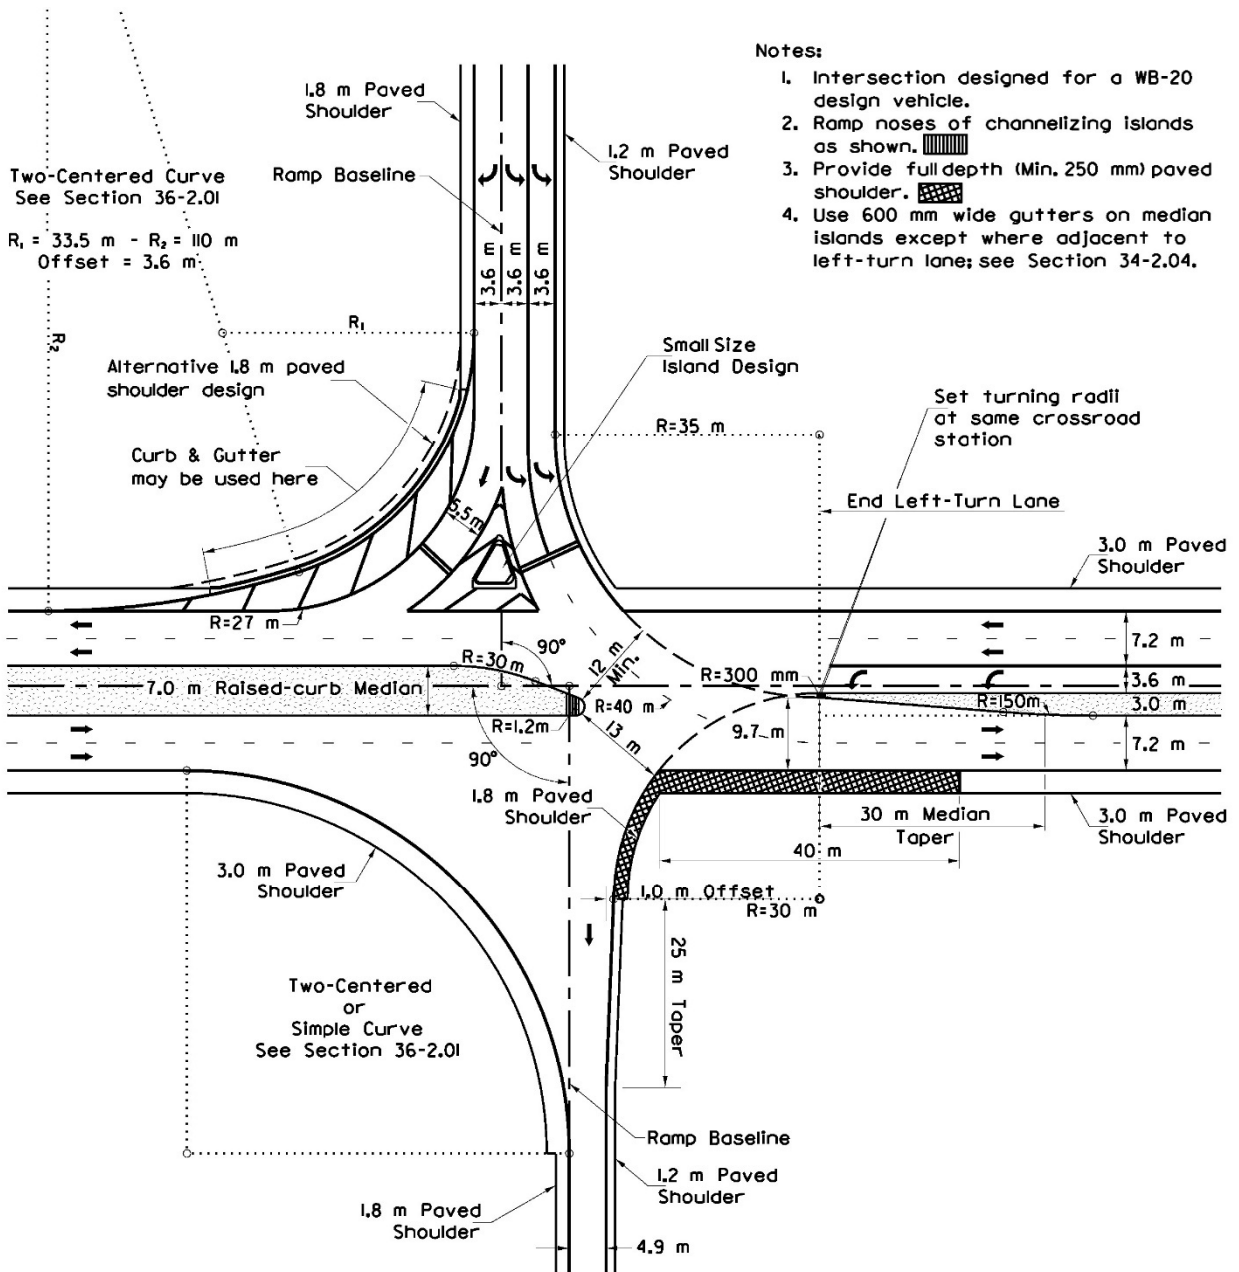 Notes:
1. Intersection designed for a WB-20
design vehicle.
2. Ramp noses of channelizing islands
as shown.
3. Provide full depth (Min. 250 mm) paved
shoulder.
4. Use 600 mm wide gutters on median
islands except where adjacent to
left-turn lane; see Section 34-2.04.
1.8 m Paved
Shoulder
Ramp Baseline
1.2 m Paved
Shoulder
Two-Centered Curve
See Section 36-2.01
R₁ = 33.5 m - R₂ = 110 m
Offset = 3.6 m
3.6 m
3.6 m
3.6 m
R₁
R₂
Alternative 1.8 m paved
shoulder design
Small Size
Island Design
Set turning radii
at same crossroad
station
R=35 m
Curb & Gutter
may be used here
End Left-Turn Lane
5.5 m
3.0 m Paved
Shoulder
R=27 m
90°
12 m
Min.
7.2 m
R=30 m
R=300 mm
3.6 m
7.0 m Raised-curb Median
R=40 m
R=150m
3.0 m
R=1.2m
9.7 m
13 m
7.2 m
90°
1.8 m Paved
Shoulder
30 m Median
Taper
3.0 m Paved
Shoulder
40 m
3.0 m Paved
Shoulder
1.0 m Offset
R=30 m
25 m Taper
Two-Centered
or
Simple Curve
See Section 36-2.01
Ramp Baseline
1.2 m Paved
Shoulder
1.8 m Paved
Shoulder
4.9 m